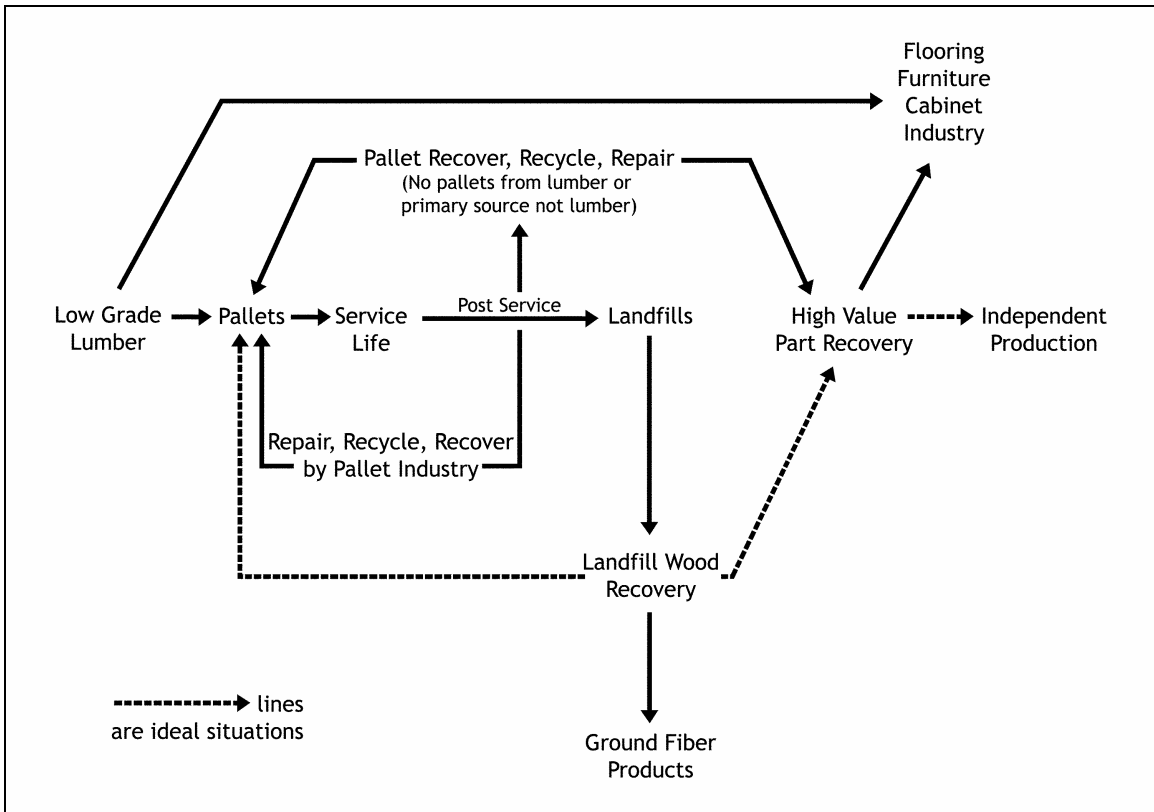 Flooring
Furniture
Cabinet
Industry
Pallet Recover, Recycle, Repair
(No pallets from lumber or
primary source not lumber)
Low Grade
Lumber
Pallets
Service
Life
Post Service
Landfills
High Value
Part Recovery
Independent
Production
Repair, Recycle, Recover
by Pallet Industry
Landfill Wood
Recovery
lines
are ideal situations
Ground Fiber
Products